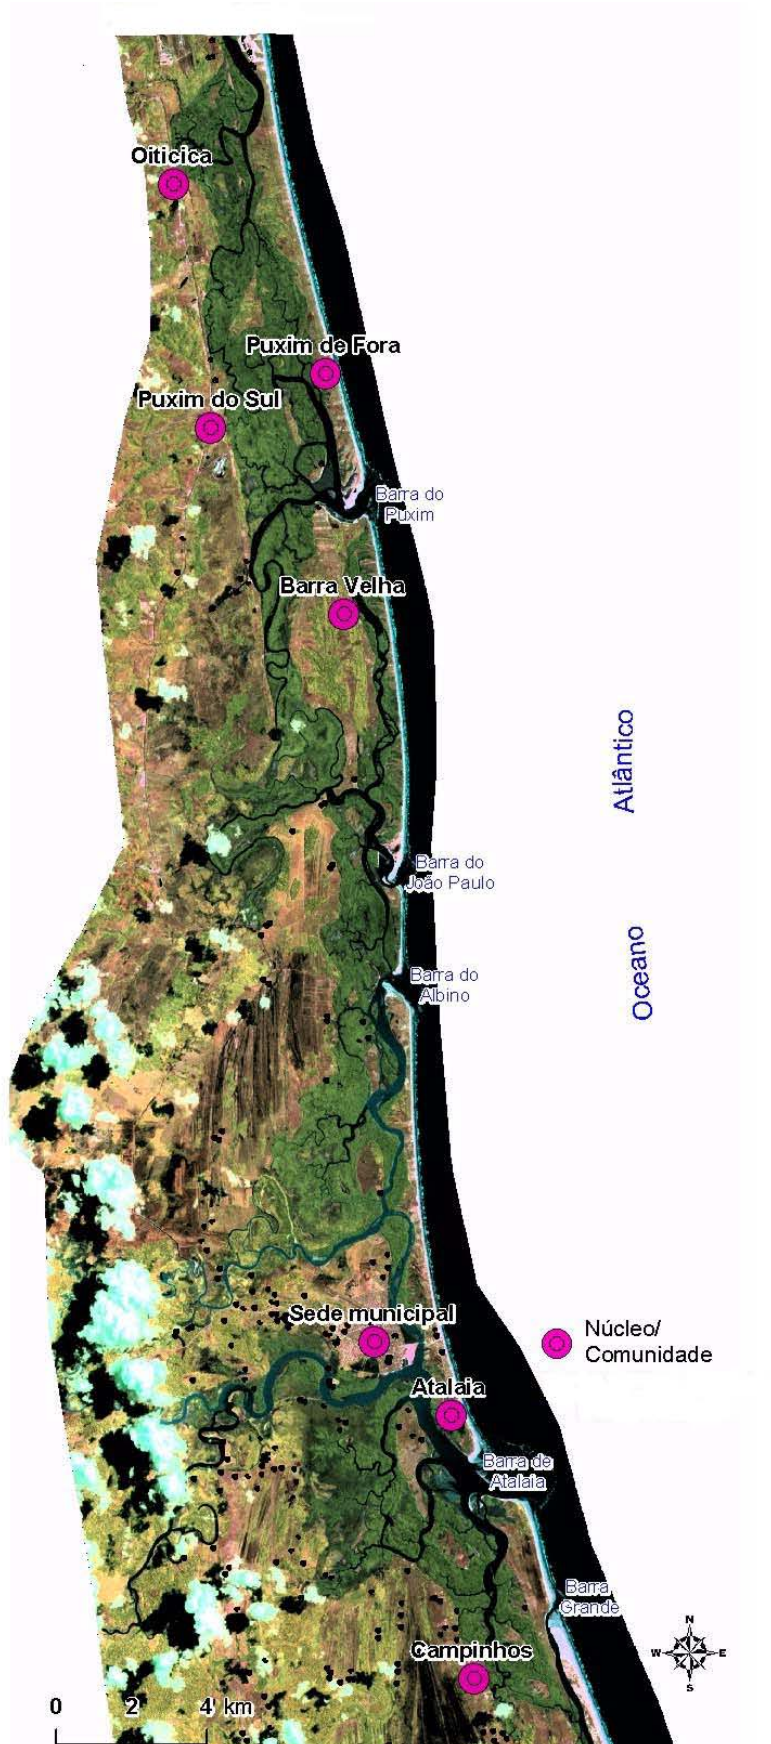 Oiticica
Puxim de Fora
Puxim do Sul
Barra do
Puxim
Barra Velha
Atlântico
Barra do
João Paulo
Oceano
Barra do
Albino
Sede municipal
Núcleo/
Comunidade
Atalaia
Barra de
Atalaia
Barra
Grande
N
W E
S
Campinhos
0 2 4 km